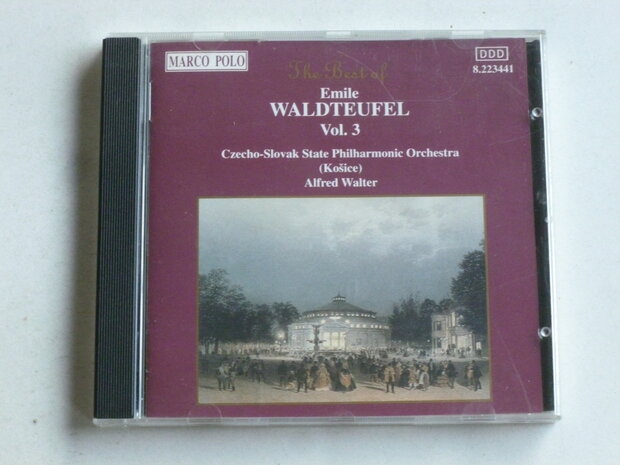 MARCO POLO
DDD
8.223441
The Best of
Emile
WALDTEUFEL
Vol. 3
Czecho-Slovak State Philharmonic Orchestra
(Košice)
Alfred Walter